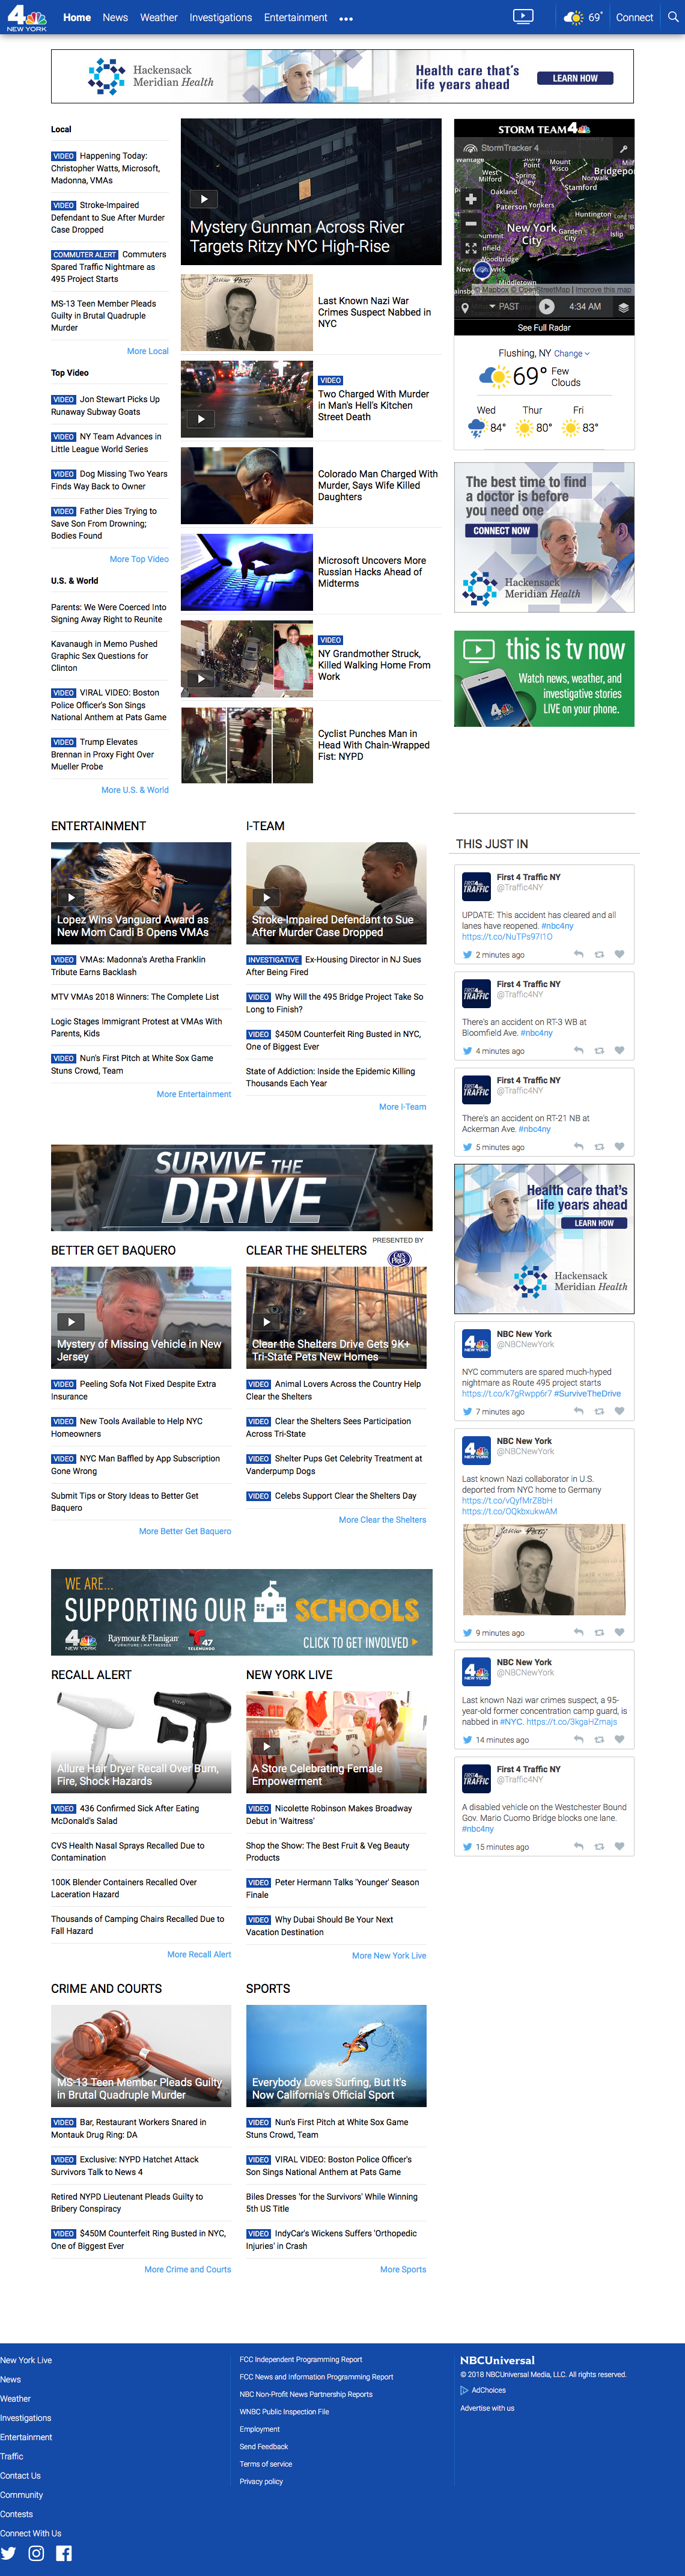 4 NEW YORK
Home News Weather Investigations Entertainment
69° Connect
Hackensack
Meridian Health
Health care that's
life years ahead
LEARN HOW
Local
VIDEO Happening Today:
Christopher Watts, Microsoft,
Madonna, VMAs
VIDEO Stroke-Impaired
Defendant to Sue After Murder
Case Dropped
COMMUTER ALERT Commuters
Spared Traffic Nightmare as
495 Project Starts
MS-13 Teen Member Pleads
Guilty in Brutal Quadruple
Murder
More Local
Top Video
VIDEO Jon Stewart Picks Up
Runaway Subway Goats
VIDEO NY Team Advances in
Little League World Series
VIDEO Dog Missing Two Years
Finds Way Back to Owner
VIDEO Father Dies Trying to
Save Son From Drowning;
Bodies Found
More Top Video
U.S. & World
Parents: We Were Coerced Into
Signing Away Right to Reunite
Kavanaugh in Memo Pushed
Graphic Sex Questions for
Clinton
VIDEO VIRAL VIDEO: Boston
Police Officer's Son Sings
National Anthem at Pats Game
VIDEO Trump Elevates
Brennan in Proxy Fight Over
Mueller Probe
More U.S. & World
Mystery Gunman Across River
Targets Ritzy NYC High-Rise
Last Known Nazi War
Crimes Suspect Nabbed in
NYC
VIDEO
Two Charged With Murder
in Man's Hell's Kitchen
Street Death
Colorado Man Charged With
Murder, Says Wife Killed
Daughters
Microsoft Uncovers More
Russian Hacks Ahead of
Midterms
VIDEO
NY Grandmother Struck,
Killed Walking Home From
Work
Cyclist Punches Man in
Head With Chain-Wrapped
Fist: NYPD
STORM TEAM 4
StormTracker 4
Wantage
Stony Point
Mount Kisco
West Milford
Spring Valley
Norwalk
Bridgepo
Oakland
Stamford
Paterson Yonkers
Huntington
New York
City
Garden City
Islip
Summit
nfield
Woodbridge
New wick
Middletown
© Mapbox © OpenStreetMap | Improve this map
PAST
4:34 AM
See Full Radar
Flushing, NY Change
69° Few
Clouds
Wed Thur Fri
84° 80° 83°
The best time to find
a doctor is before
you need one
CONNECT NOW
Hackensack
Meridian Health
this is tv now
Watch news, weather, and
investigative stories
LIVE on your phone.
ENTERTAINMENT
Lopez Wins Vanguard Award as
New Mom Cardi B Opens VMAs
VIDEO VMAs: Madonna's Aretha Franklin
Tribute Earns Backlash
MTV VMAs 2018 Winners: The Complete List
Logic Stages Immigrant Protest at VMAs With
Parents, Kids
VIDEO Nun's First Pitch at White Sox Game
Stuns Crowd, Team
More Entertainment
I-TEAM
Stroke-Impaired Defendant to Sue
After Murder Case Dropped
INVESTIGATIVE Ex-Housing Director in NJ Sues
After Being Fired
VIDEO Why Will the 495 Bridge Project Take So
Long to Finish?
VIDEO $450M Counterfeit Ring Busted in NYC,
One of Biggest Ever
State of Addiction: Inside the Epidemic Killing
Thousands Each Year
More I-Team
THIS JUST IN
First 4 Traffic NY
@Traffic4NY
UPDATE: This accident has cleared and all
lanes have reopened. #nbc4ny
https://t.co/NuTPs97l1O
2 minutes ago
First 4 Traffic NY
@Traffic4NY
There's an accident on RT-3 WB at
Bloomfield Ave. #nbc4ny
4 minutes ago
First 4 Traffic NY
@Traffic4NY
There's an accident on RT-21 NB at
Ackerman Ave. #nbc4ny
5 minutes ago
SURVIVE THE
DRIVE
BETTER GET BAQUERO
Mystery of Missing Vehicle in New
Jersey
VIDEO Peeling Sofa Not Fixed Despite Extra
Insurance
VIDEO New Tools Available to Help NYC
Homeowners
VIDEO NYC Man Baffled by App Subscription
Gone Wrong
Submit Tips or Story Ideas to Better Get
Baquero
More Better Get Baquero
CLEAR THE SHELTERS
PRESENTED BY
CAT'S PRIDE
Clear the Shelters Drive Gets 9K+
Tri-State Pets New Homes
VIDEO Animal Lovers Across the Country Help
Clear the Shelters
VIDEO Clear the Shelters Sees Participation
Across Tri-State
VIDEO Shelter Pups Get Celebrity Treatment at
Vanderpump Dogs
VIDEO Celebs Support Clear the Shelters Day
More Clear the Shelters
Health care that's
life years ahead
LEARN HOW
Hackensack
Meridian Health
NBC New York
@NBCNewYork
NYC commuters are spared much-hyped
nightmare as Route 495 project starts
https://t.co/k7gRwpp6r7 #SurviveTheDrive
7 minutes ago
NBC New York
@NBCNewYork
Last known Nazi collaborator in U.S.
deported from NYC home to Germany
https://t.co/vQyfMrZ8bH
https://t.co/OQkbxukwAM
9 minutes ago
NBC New York
@NBCNewYork
Last known Nazi war crimes suspect, a 95-
year-old former concentration camp guard, is
nabbed in #NYC. https://t.co/3kgaHZmajs
14 minutes ago
First 4 Traffic NY
@Traffic4NY
A disabled vehicle on the Westchester Bound
Gov. Mario Cuomo Bridge blocks one lane.
#nbc4ny
15 minutes ago
WE ARE...
SUPPORTING OUR SCHOOLS
4 NEW YORK Raymour & Flanigan FURNITURE | MATTRESSES 47 TELEMUNDO
CLICK TO GET INVOLVED
RECALL ALERT
Allure Hair Dryer Recall Over Burn,
Fire, Shock Hazards
VIDEO 436 Confirmed Sick After Eating
McDonald's Salad
CVS Health Nasal Sprays Recalled Due to
Contamination
100K Blender Containers Recalled Over
Laceration Hazard
Thousands of Camping Chairs Recalled Due to
Fall Hazard
More Recall Alert
NEW YORK LIVE
A Store Celebrating Female
Empowerment
VIDEO Nicolette Robinson Makes Broadway
Debut in 'Waitress'
Shop the Show: The Best Fruit & Veg Beauty
Products
VIDEO Peter Hermann Talks 'Younger' Season
Finale
VIDEO Why Dubai Should Be Your Next
Vacation Destination
More New York Live
CRIME AND COURTS
MS-13 Teen Member Pleads Guilty
in Brutal Quadruple Murder
VIDEO Bar, Restaurant Workers Snared in
Montauk Drug Ring: DA
VIDEO Exclusive: NYPD Hatchet Attack
Survivors Talk to News 4
Retired NYPD Lieutenant Pleads Guilty to
Bribery Conspiracy
VIDEO $450M Counterfeit Ring Busted in NYC,
One of Biggest Ever
More Crime and Courts
SPORTS
Everybody Loves Surfing, But It's
Now California's Official Sport
VIDEO Nun's First Pitch at White Sox Game
Stuns Crowd, Team
VIDEO VIRAL VIDEO: Boston Police Officer's
Son Sings National Anthem at Pats Game
Biles Dresses 'for the Survivors' While Winning
5th US Title
VIDEO IndyCar's Wickens Suffers 'Orthopedic
Injuries' in Crash
More Sports
New York Live
News
Weather
Investigations
Entertainment
Traffic
Contact Us
Community
Contests
Connect With Us
FCC Independent Programming Report
FCC News and Information Programming Report
NBC Non-Profit News Partnership Reports
WNBC Public Inspection File
Employment
Send Feedback
Terms of service
Privacy policy
NBCUniversal
© 2018 NBCUniversal Media, LLC. All rights reserved.
AdChoices
Advertise with us